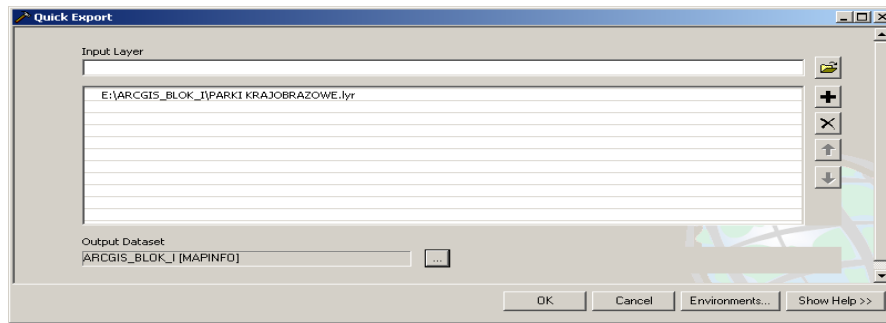 Quick Export
Input Layer
E:\ARCGIS_BLOK_I\PARKI KRAJOBRAZOWE.lyr
Output Dataset
ARCGIS_BLOK_I [MAPINFO]
...
OK Cancel Environments... Show Help >>